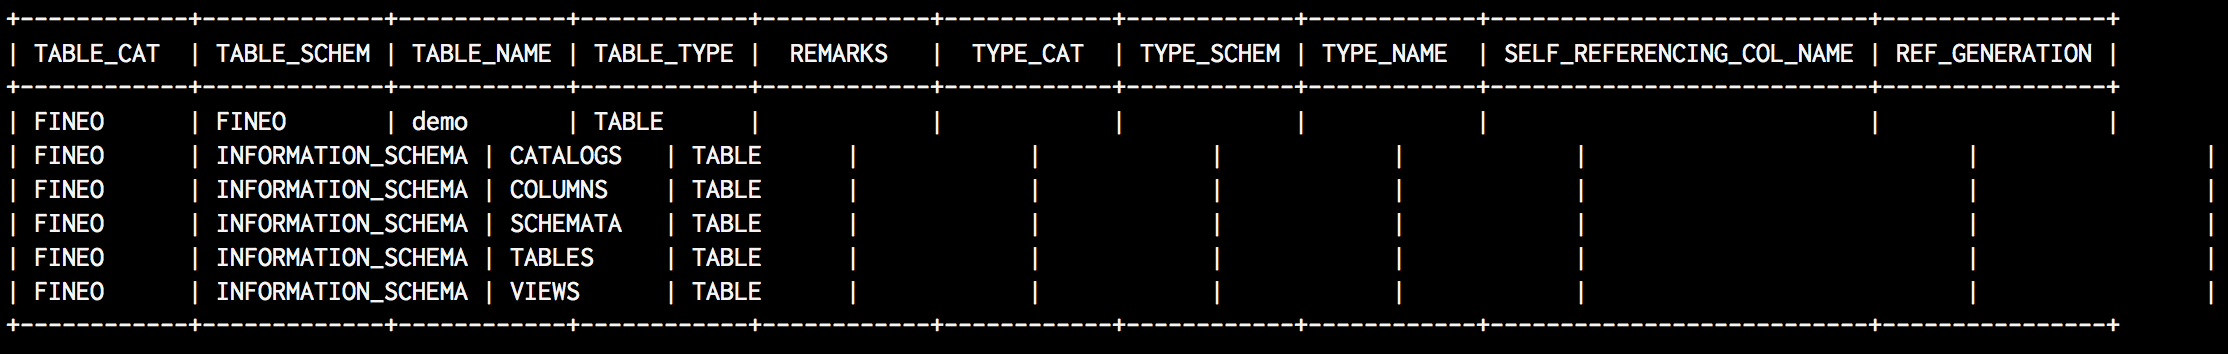 +------------+-------------+------------+------------+------------+------------+------------+------------+---------------------------+----------------+
| TABLE_CAT  | TABLE_SCHEM | TABLE_NAME | TABLE_TYPE |  REMARKS   |  TYPE_CAT  | TYPE_SCHEM | TYPE_NAME  | SELF_REFERENCING_COL_NAME | REF_GENERATION |
+------------+-------------+------------+------------+------------+------------+------------+------------+---------------------------+----------------+
| FINEO      | FINEO       | demo       | TABLE      |            |            |            |            |                           |                |
| FINEO      | INFORMATION_SCHEMA | CATALOGS   | TABLE      |            |            |            |            |                           |                |
| FINEO      | INFORMATION_SCHEMA | COLUMNS    | TABLE      |            |            |            |            |                           |                |
| FINEO      | INFORMATION_SCHEMA | SCHEMATA   | TABLE      |            |            |            |            |                           |                |
| FINEO      | INFORMATION_SCHEMA | TABLES     | TABLE      |            |            |            |            |                           |                |
| FINEO      | INFORMATION_SCHEMA | VIEWS      | TABLE      |            |            |            |            |                           |                |
+------------+-------------+------------+------------+------------+------------+------------+------------+---------------------------+----------------+